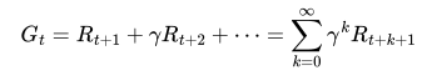 G_t = R_{t+1} + γR_{t+2} + ⋯ = ∑_{k=0}^{∞} γ^k R_{t+k+1}